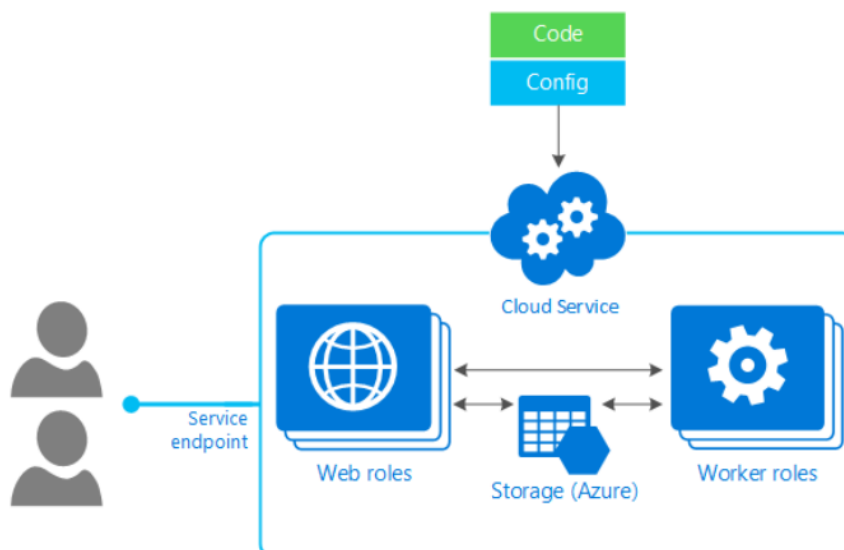 Code
Config
Cloud Service
Service
endpoint
Web roles
Storage (Azure)
Worker roles